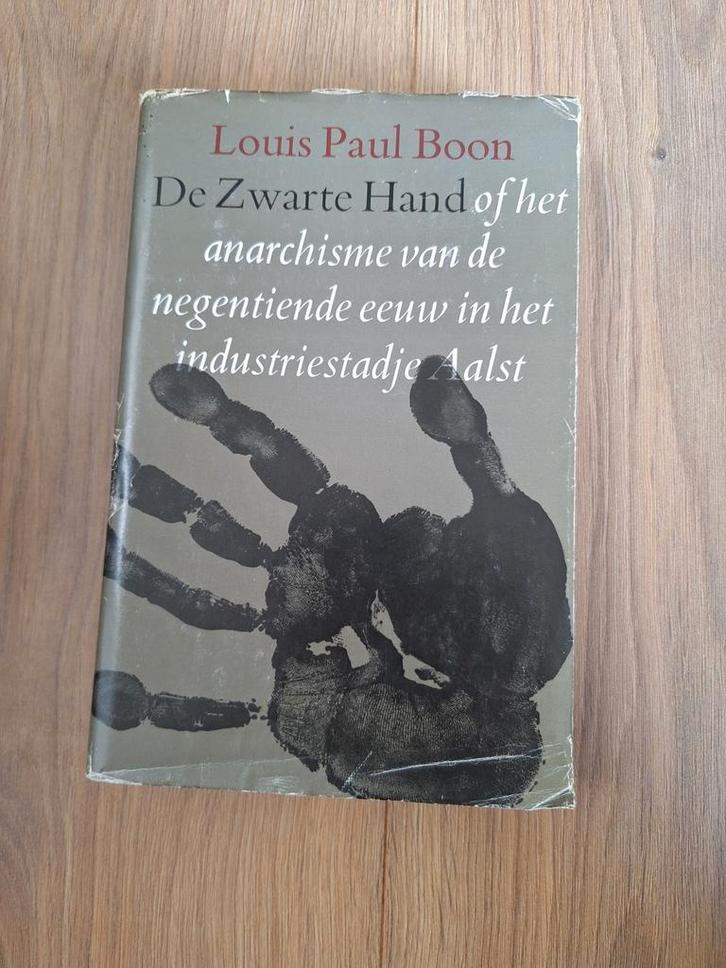 Louis Paul Boon
De Zwarte Hand of het
anarchisme van de
negentiende eeuw in het
industriestadje Aalst